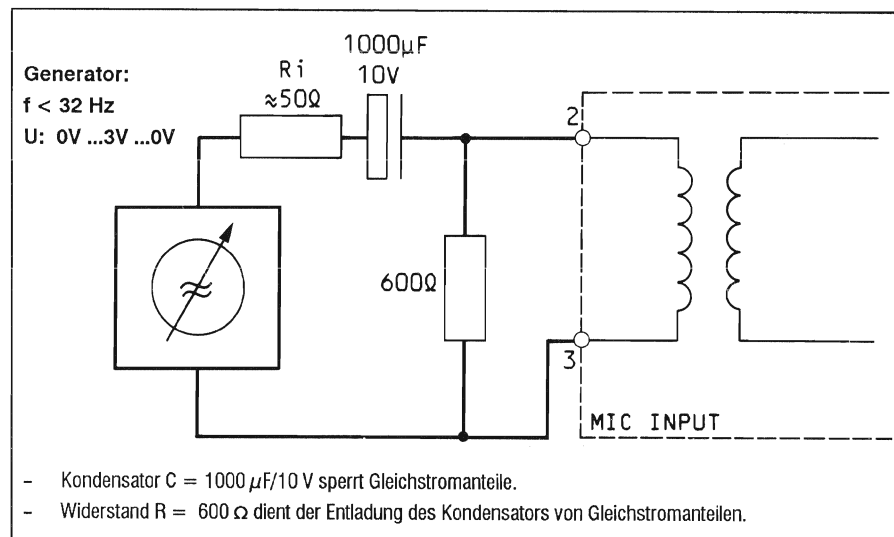 Generator:
f < 32 Hz
U: 0V ...3V ...0V
Ri
≈50Ω
1000µF
10V
600Ω
2
3
MIC INPUT
– Kondensator C = 1000 µF/10 V sperrt Gleichstromanteile.
– Widerstand R = 600 Ω dient der Entladung des Kondensators von Gleichstromanteilen.